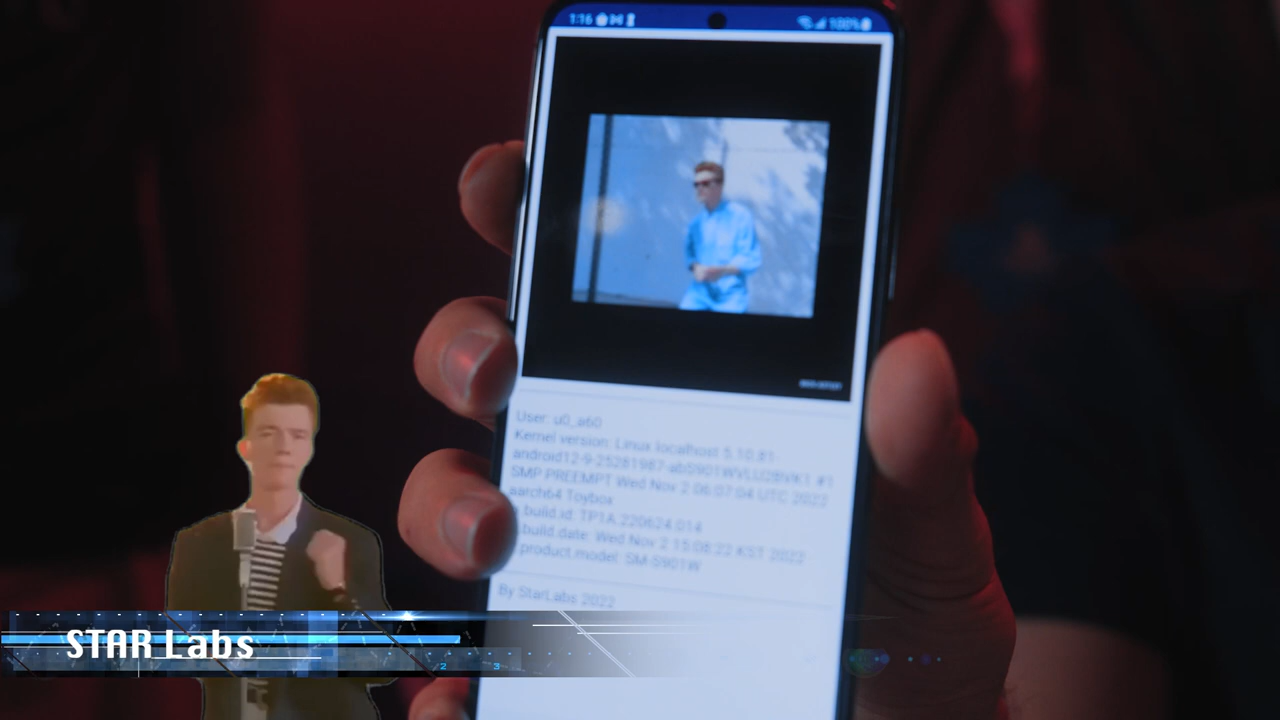 1:16
100%
User: u0_a60
Kernel version: Linux localhost 5.10.81
android12-9-25281987-abS901WVLU2BVK1 #1
SMP PREEMPT Wed Nov 2 06:07:04 UTC 2022
aarch64 Toybox
build.id: TP1A.220624.014
build.date: Wed Nov 2 15:08:22 KST 2022
product.model: SM-S901W
By StarLabs 2022
STAR Labs
2 3